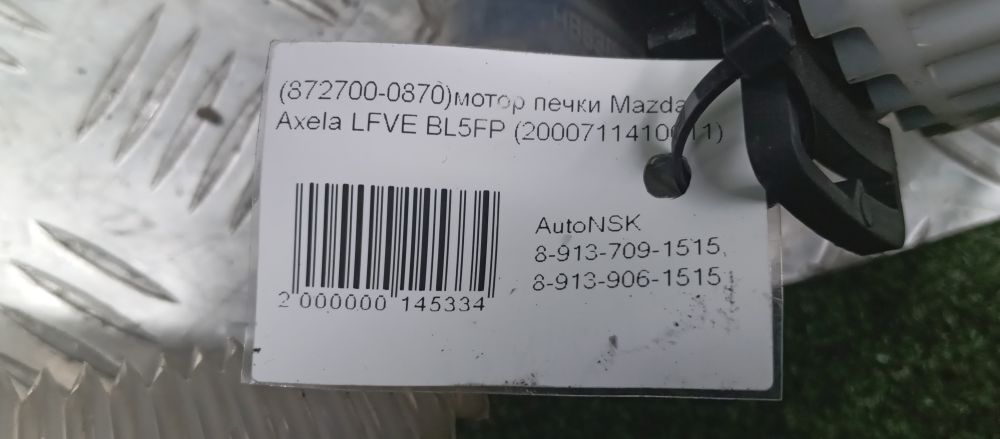 (872700-0870)мотор печки Mazda
Axela LFVE BL5FP
AutoNSK
8-913-709-1515,
8-913-906-1515
2 000000 145334